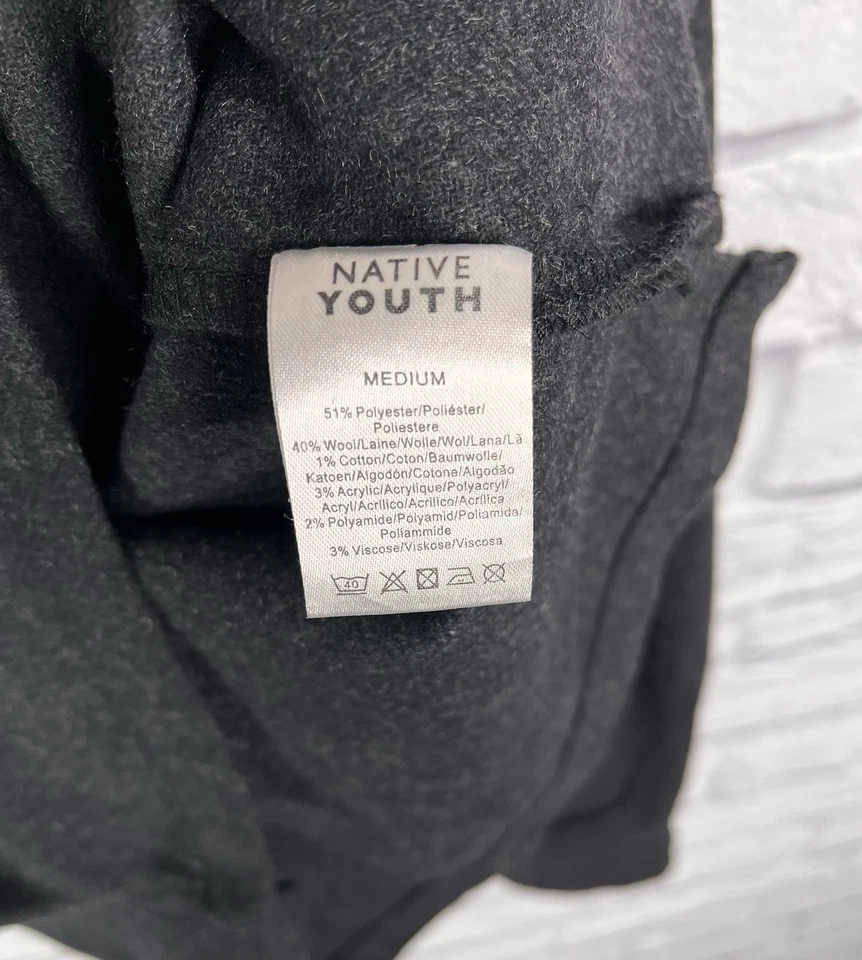 NATIVE
YOUTH
MEDIUM
51% Polyester/Poliéster/
Poliestere
40% Wool/Laine/Wolle/Wol/Lana/Lã
1% Cotton/Coton/Baumwolle/
Katoen/Algodón/Cotone/Algodão
3% Acrylic/Acrylique/Polyacryl/
Acryl/Acrílico/Acrilico/Acrílica
2% Polyamide/Polyamid/Poliamida/
Poliammide
3% Viscose/Viskose/Viscosa
40